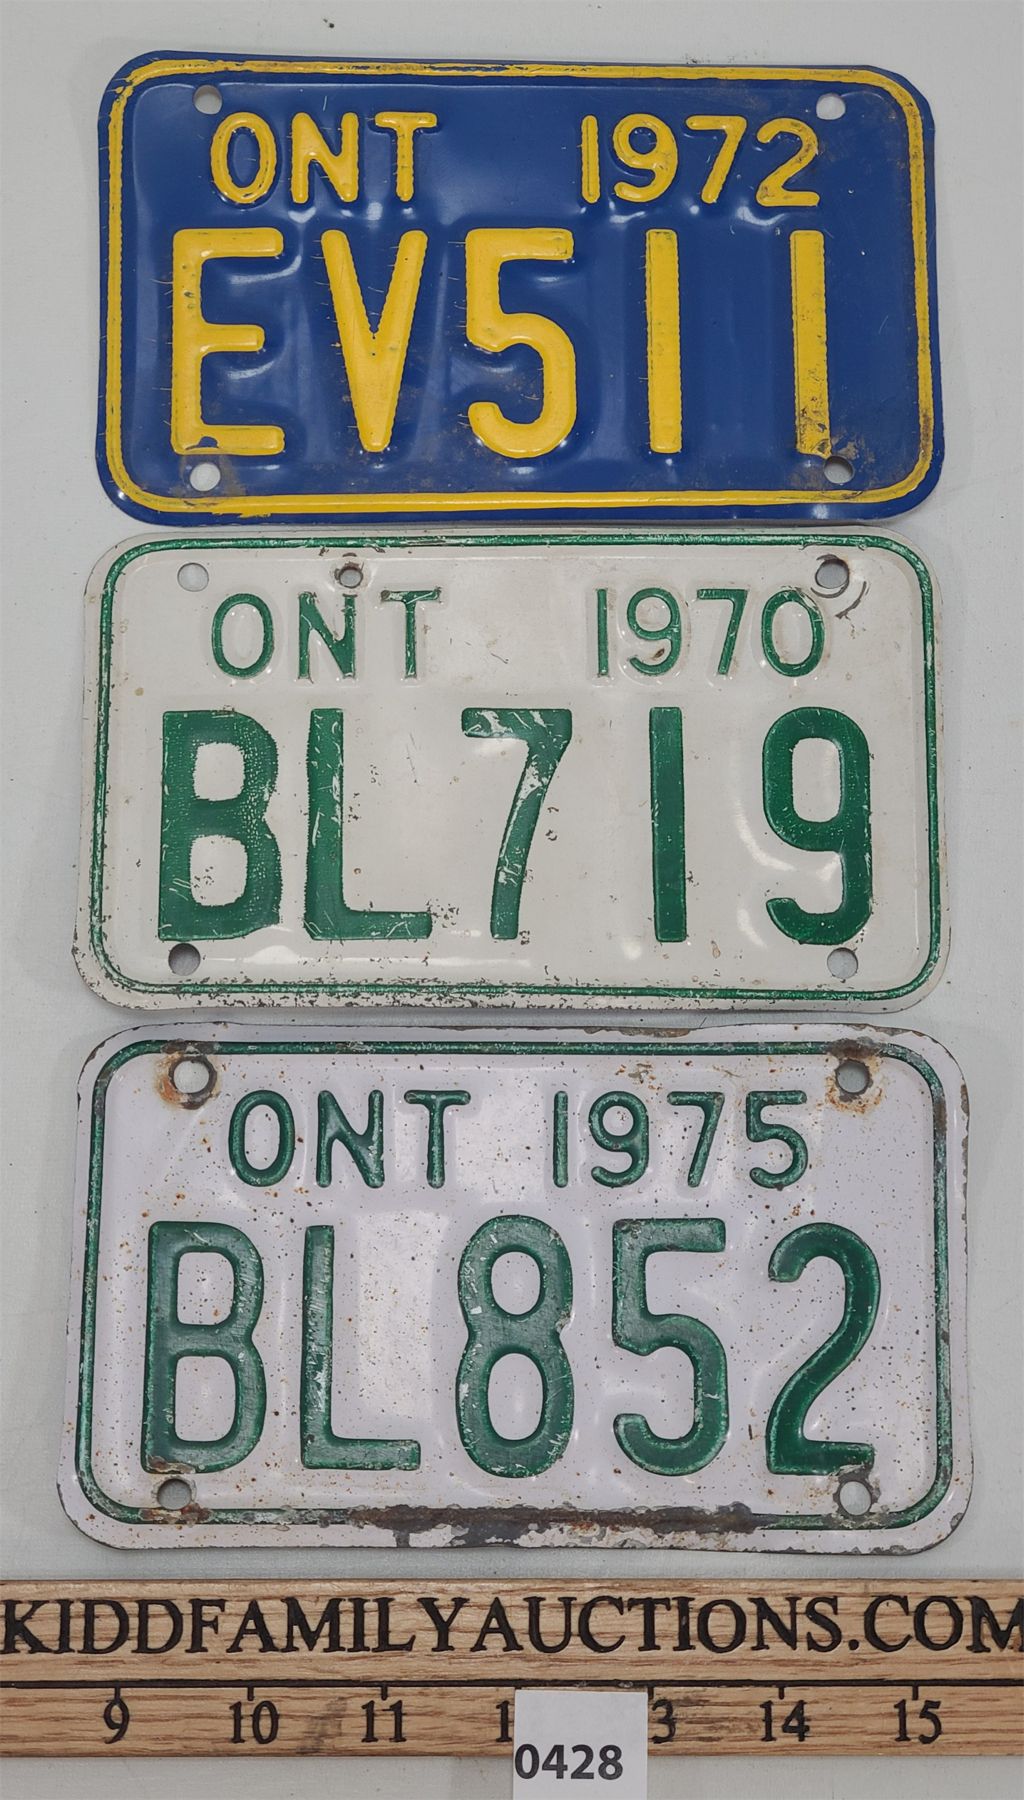 ONT 1972
EV511
ONT 1970
BL719
ONT 1975
BL852
KIDDFAMILYAUCTIONS.COM
9 10 11 1 3 14 15
0428